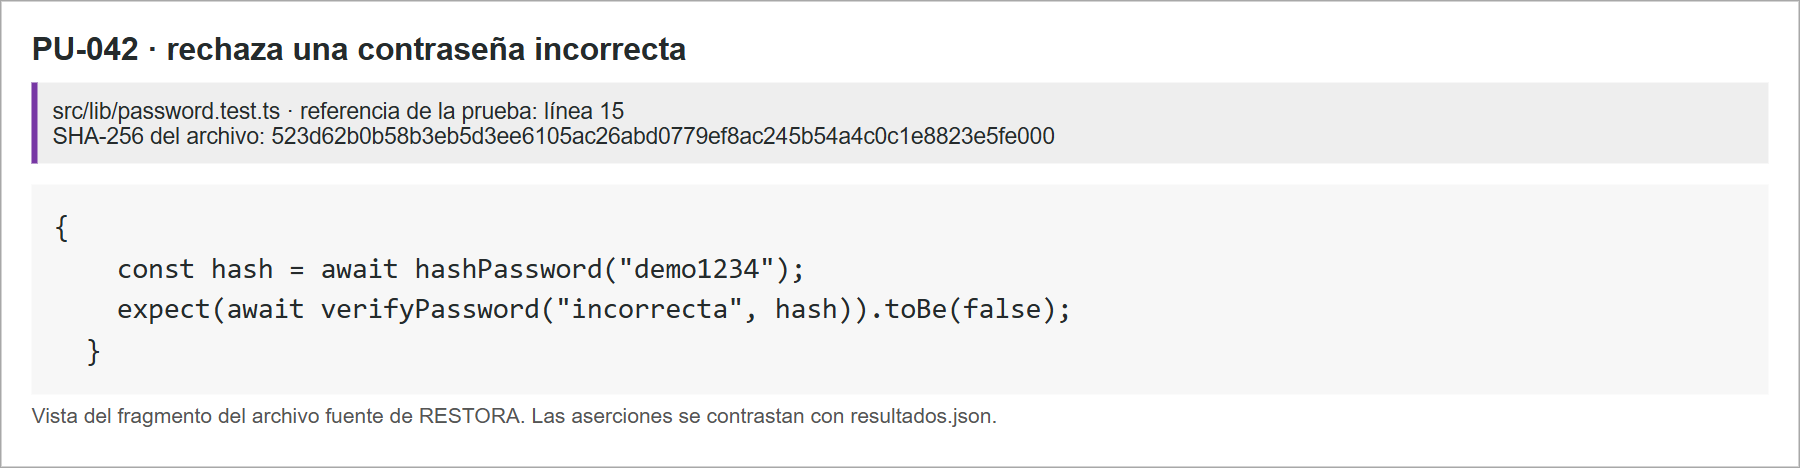 PU-042 · rechaza una contraseña incorrecta
src/lib/password.test.ts · referencia de la prueba: línea 15
SHA-256 del archivo: 523d62b0b58b3eb5d3ee6105ac26abd0779ef8ac245b54a4c0c1e8823e5fe000
{
    const hash = await hashPassword("demo1234");
    expect(await verifyPassword("incorrecta", hash)).toBe(false);
  }
Vista del fragmento del archivo fuente de RESTORA. Las aserciones se contrastan con resultados.json.